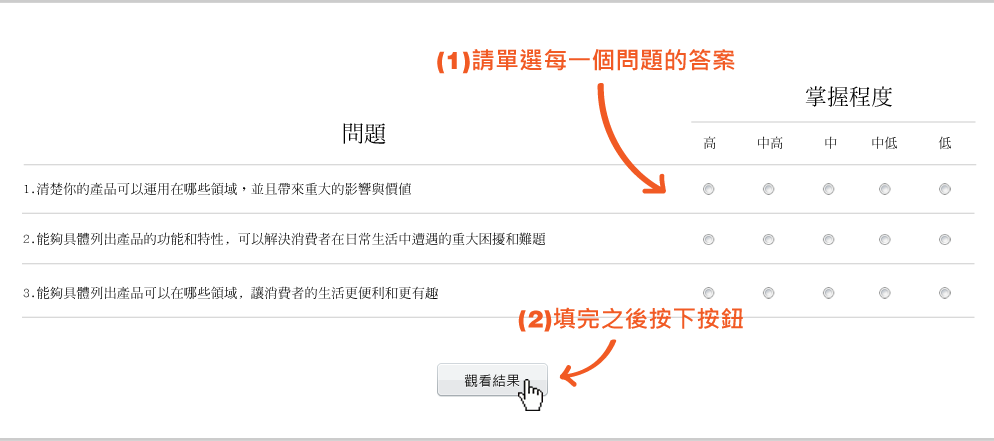 (1)請單選每一個問題的答案
掌握程度
問題
高 中高 中 中低 低
1.清楚你的產品可以運用在哪些領域，並且帶來重大的影響與價值
2.能夠具體列出產品的功能和特性, 可以解決消費者在日常生活中遭遇的重大困擾和難題
3.能夠具體列出產品可以在哪些領域, 讓消費者的生活更便利和更有趣
(2)填完之後按下按鈕
觀看結果